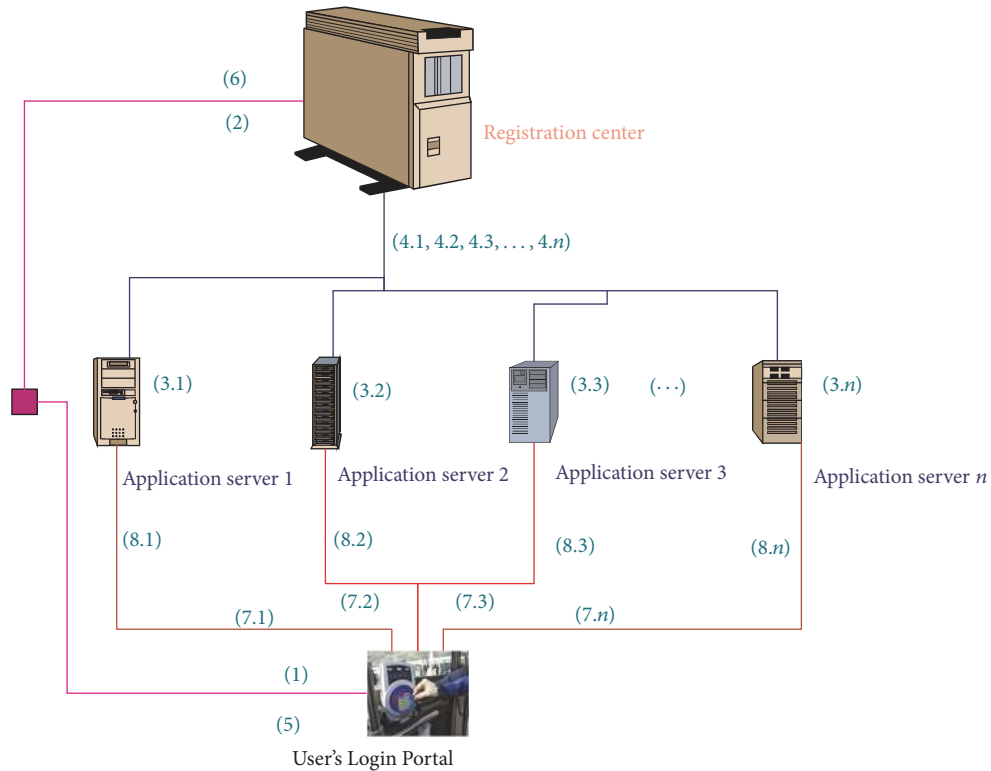 (6)
(2)
Registration center
(4.1, 4.2, 4.3, . . . , 4.n)
(3.1)
(3.2)
(3.3)
(· · ·)
(3.n)
Application server 1
Application server 2
Application server 3
Application server n
(8.1)
(8.2)
(8.3)
(8.n)
(7.1)
(7.2)
(7.3)
(7.n)
(1)
(5)
User's Login Portal